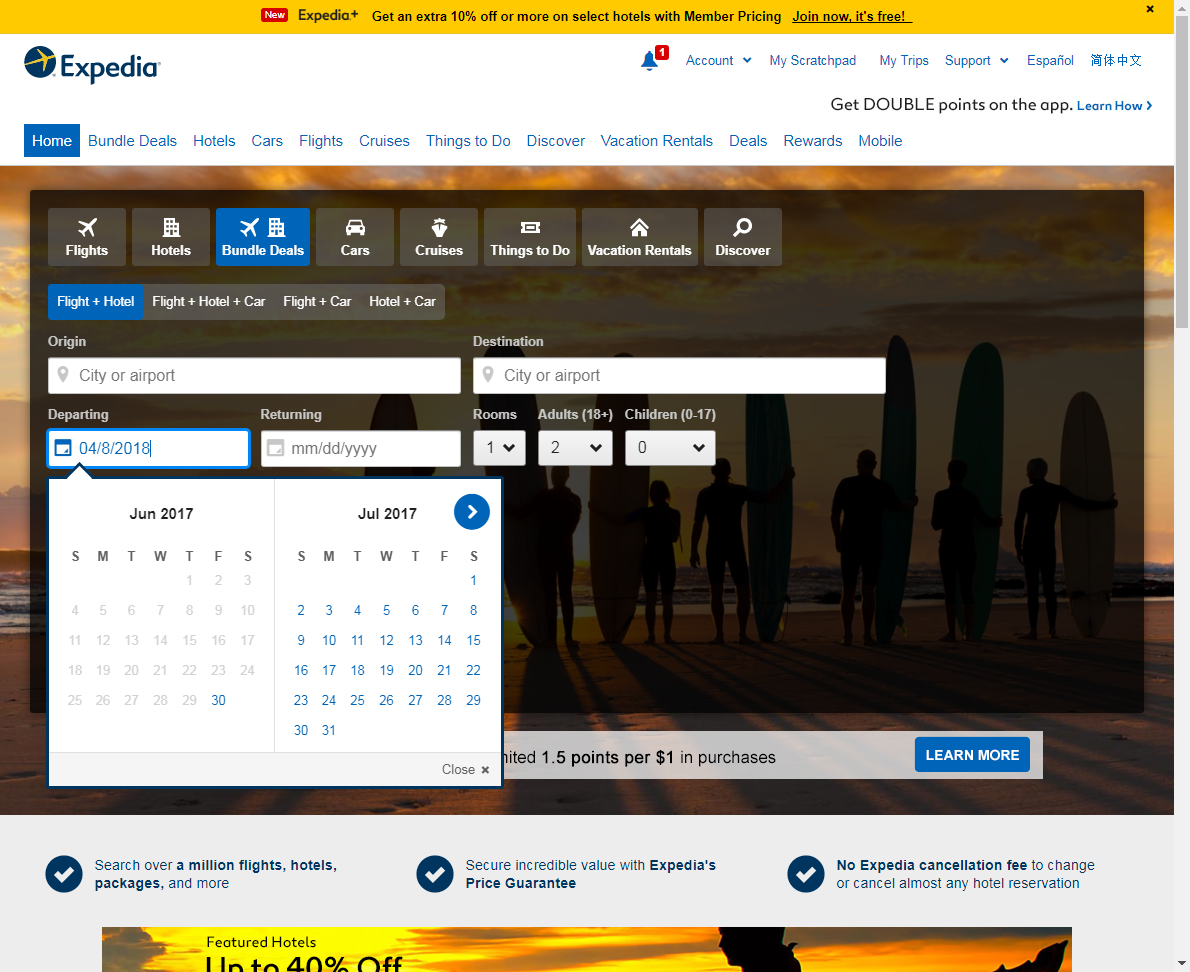 New Expedia+ Get an extra 10% off or more on select hotels with Member Pricing Join now, it's free!
Expedia
1 Account My Scratchpad My Trips Support Español 简体中文
Get DOUBLE points on the app. Learn How
Home Bundle Deals Hotels Cars Flights Cruises Things to Do Discover Vacation Rentals Deals Rewards Mobile
Flights Hotels Bundle Deals Cars Cruises Things to Do Vacation Rentals Discover
Flight + Hotel Flight + Hotel + Car Flight + Car Hotel + Car
Origin Destination
City or airport City or airport
Departing Returning Rooms Adults (18+) Children (0-17)
04/8/2018 mm/dd/yyyy 1 2 0
Jun 2017 Jul 2017
S M T W T F S S M T W T F S
1 2 3 1
4 5 6 7 8 9 10 2 3 4 5 6 7 8
11 12 13 14 15 16 17 9 10 11 12 13 14 15
18 19 20 21 22 23 24 16 17 18 19 20 21 22
25 26 27 28 29 30 23 24 25 26 27 28 29
30 31
1.5 points per $1 in purchases LEARN MORE
Close
Search over a million flights, hotels,
packages, and more
Secure incredible value with Expedia's
Price Guarantee
No Expedia cancellation fee to change
or cancel almost any hotel reservation
Featured Hotels
Up to 40% Off